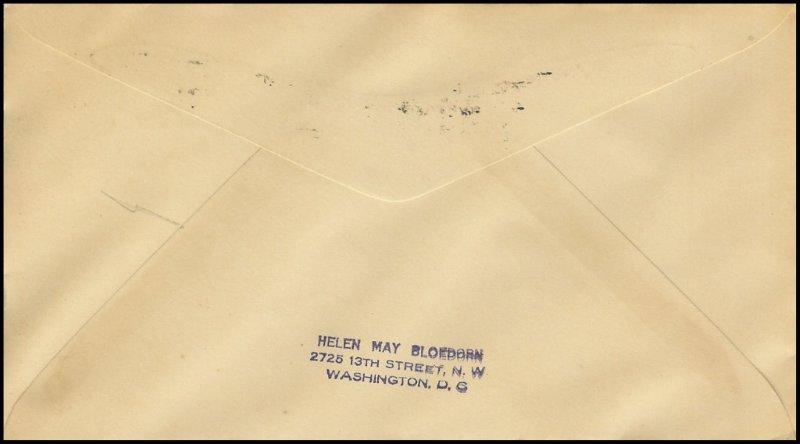 HELEN MAY BLOEDORN
2725 13TH STREET, N. W
WASHINGTON, D. C